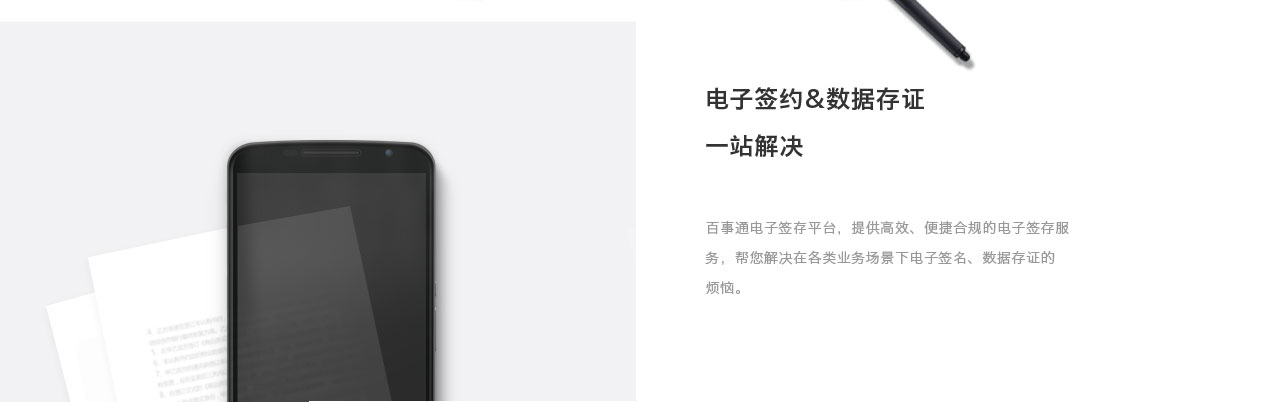 电子签约&数据存证
一站解决
百事通电子签存平台，提供高效、便捷合规的电子签存服
务，帮您解决在各类业务场景下电子签名、数据存证的
烦恼。